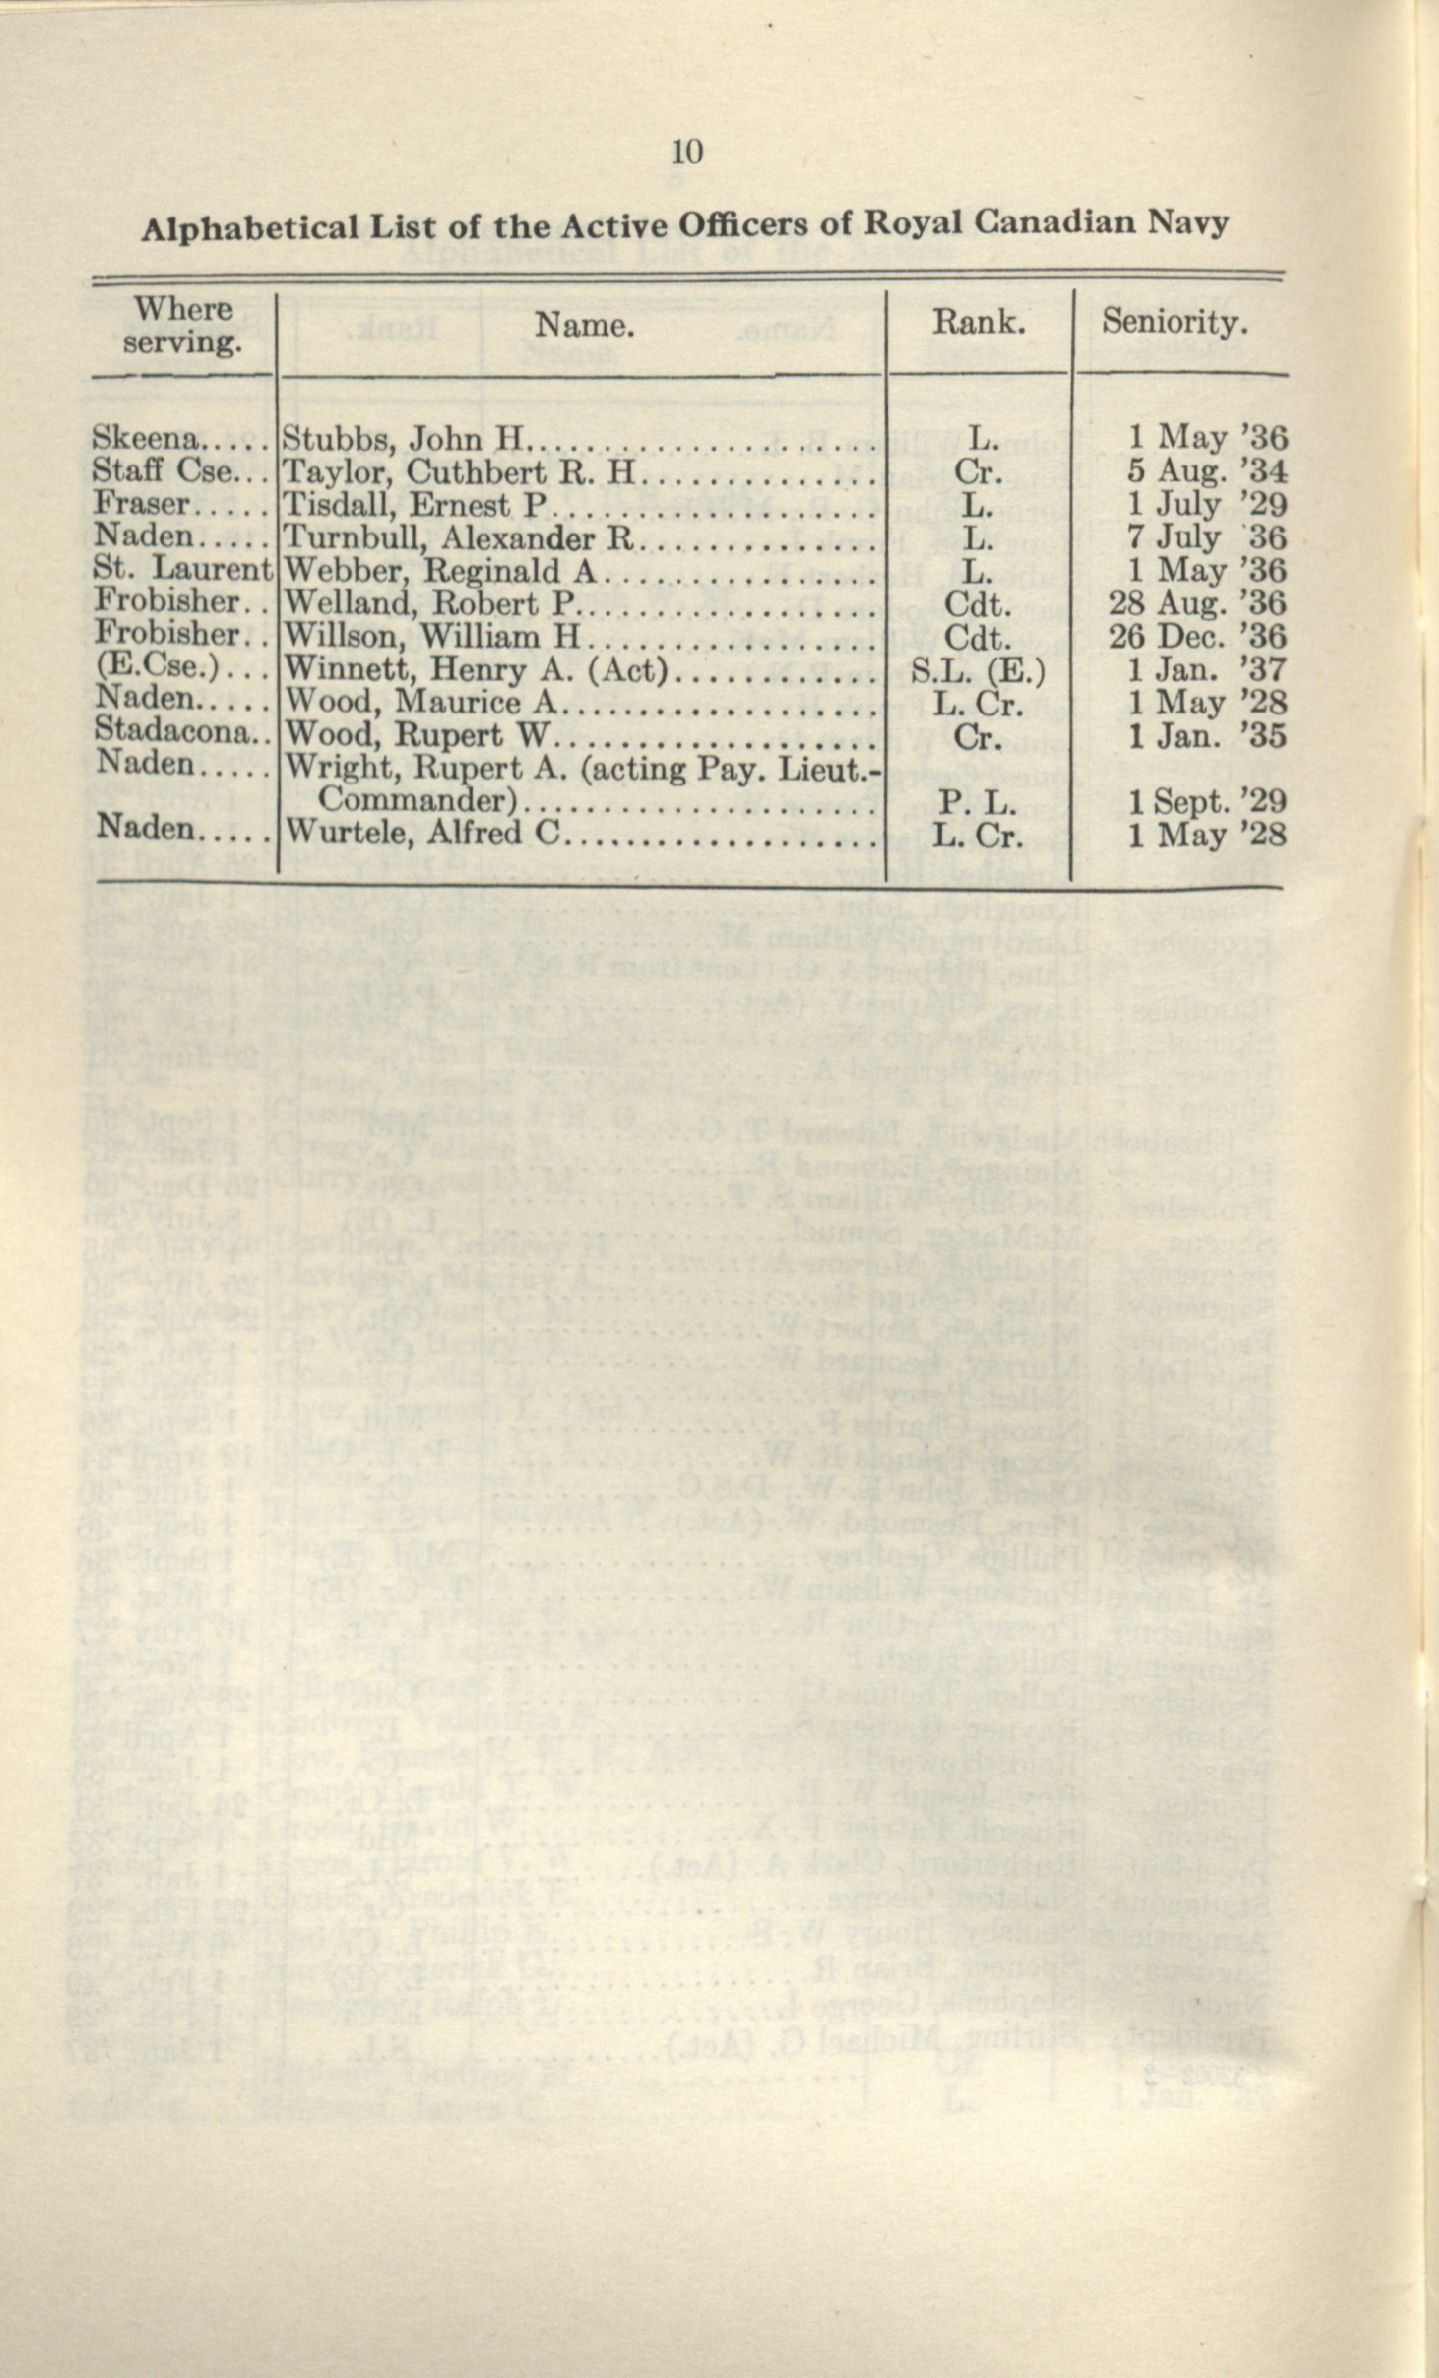 10
Alphabetical List of the Active Officers of Royal Canadian Navy
Where serving. Name. Rank. Seniority.
Skeena..... Stubbs, John H...................... L. 1 May ’36
Staff Cse... Taylor, Cuthbert R. H............... Cr. 5 Aug. ’34
Fraser..... Tisdall, Ernest P.................... L. 1 July ’29
Naden..... Turnbull, Alexander R............... L. 7 July ’36
St. Laurent Webber, Reginald A................. L. 1 May ’36
Frobisher.. Welland, Robert P................... Cdt. 28 Aug. ’36
Frobisher.. Willson, William H.................. Cdt. 26 Dec. ’36
(E.Cse.)... Winnett, Henry A. (Act)............. S.L. (E.) 1 Jan. ’37
Naden..... Wood, Maurice A.................... L. Cr. 1 May ’28
Stadacona.. Wood, Rupert W.................... Cr. 1 Jan. ’35
Naden..... Wright, Rupert A. (acting Pay. Lieut.-
Commander)...................... P. L. 1 Sept. ’29
Naden..... Wurtele, Alfred C.................... L. Cr. 1 May ’28